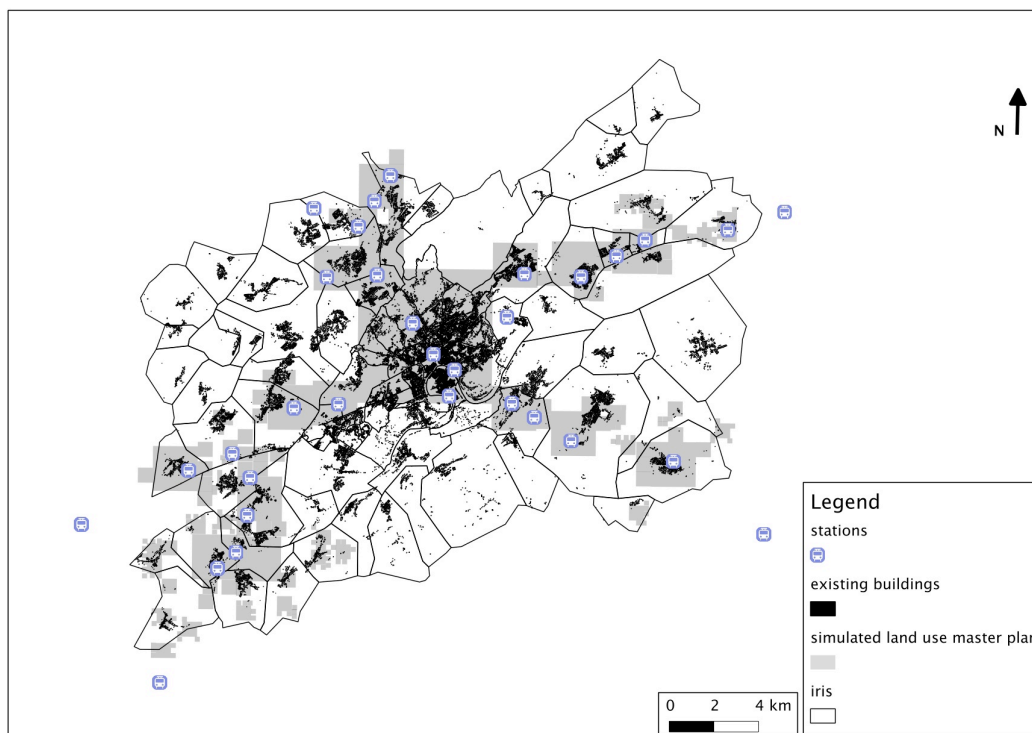 N
Legend
stations
existing buildings
simulated land use master plan
iris
0 2 4 km